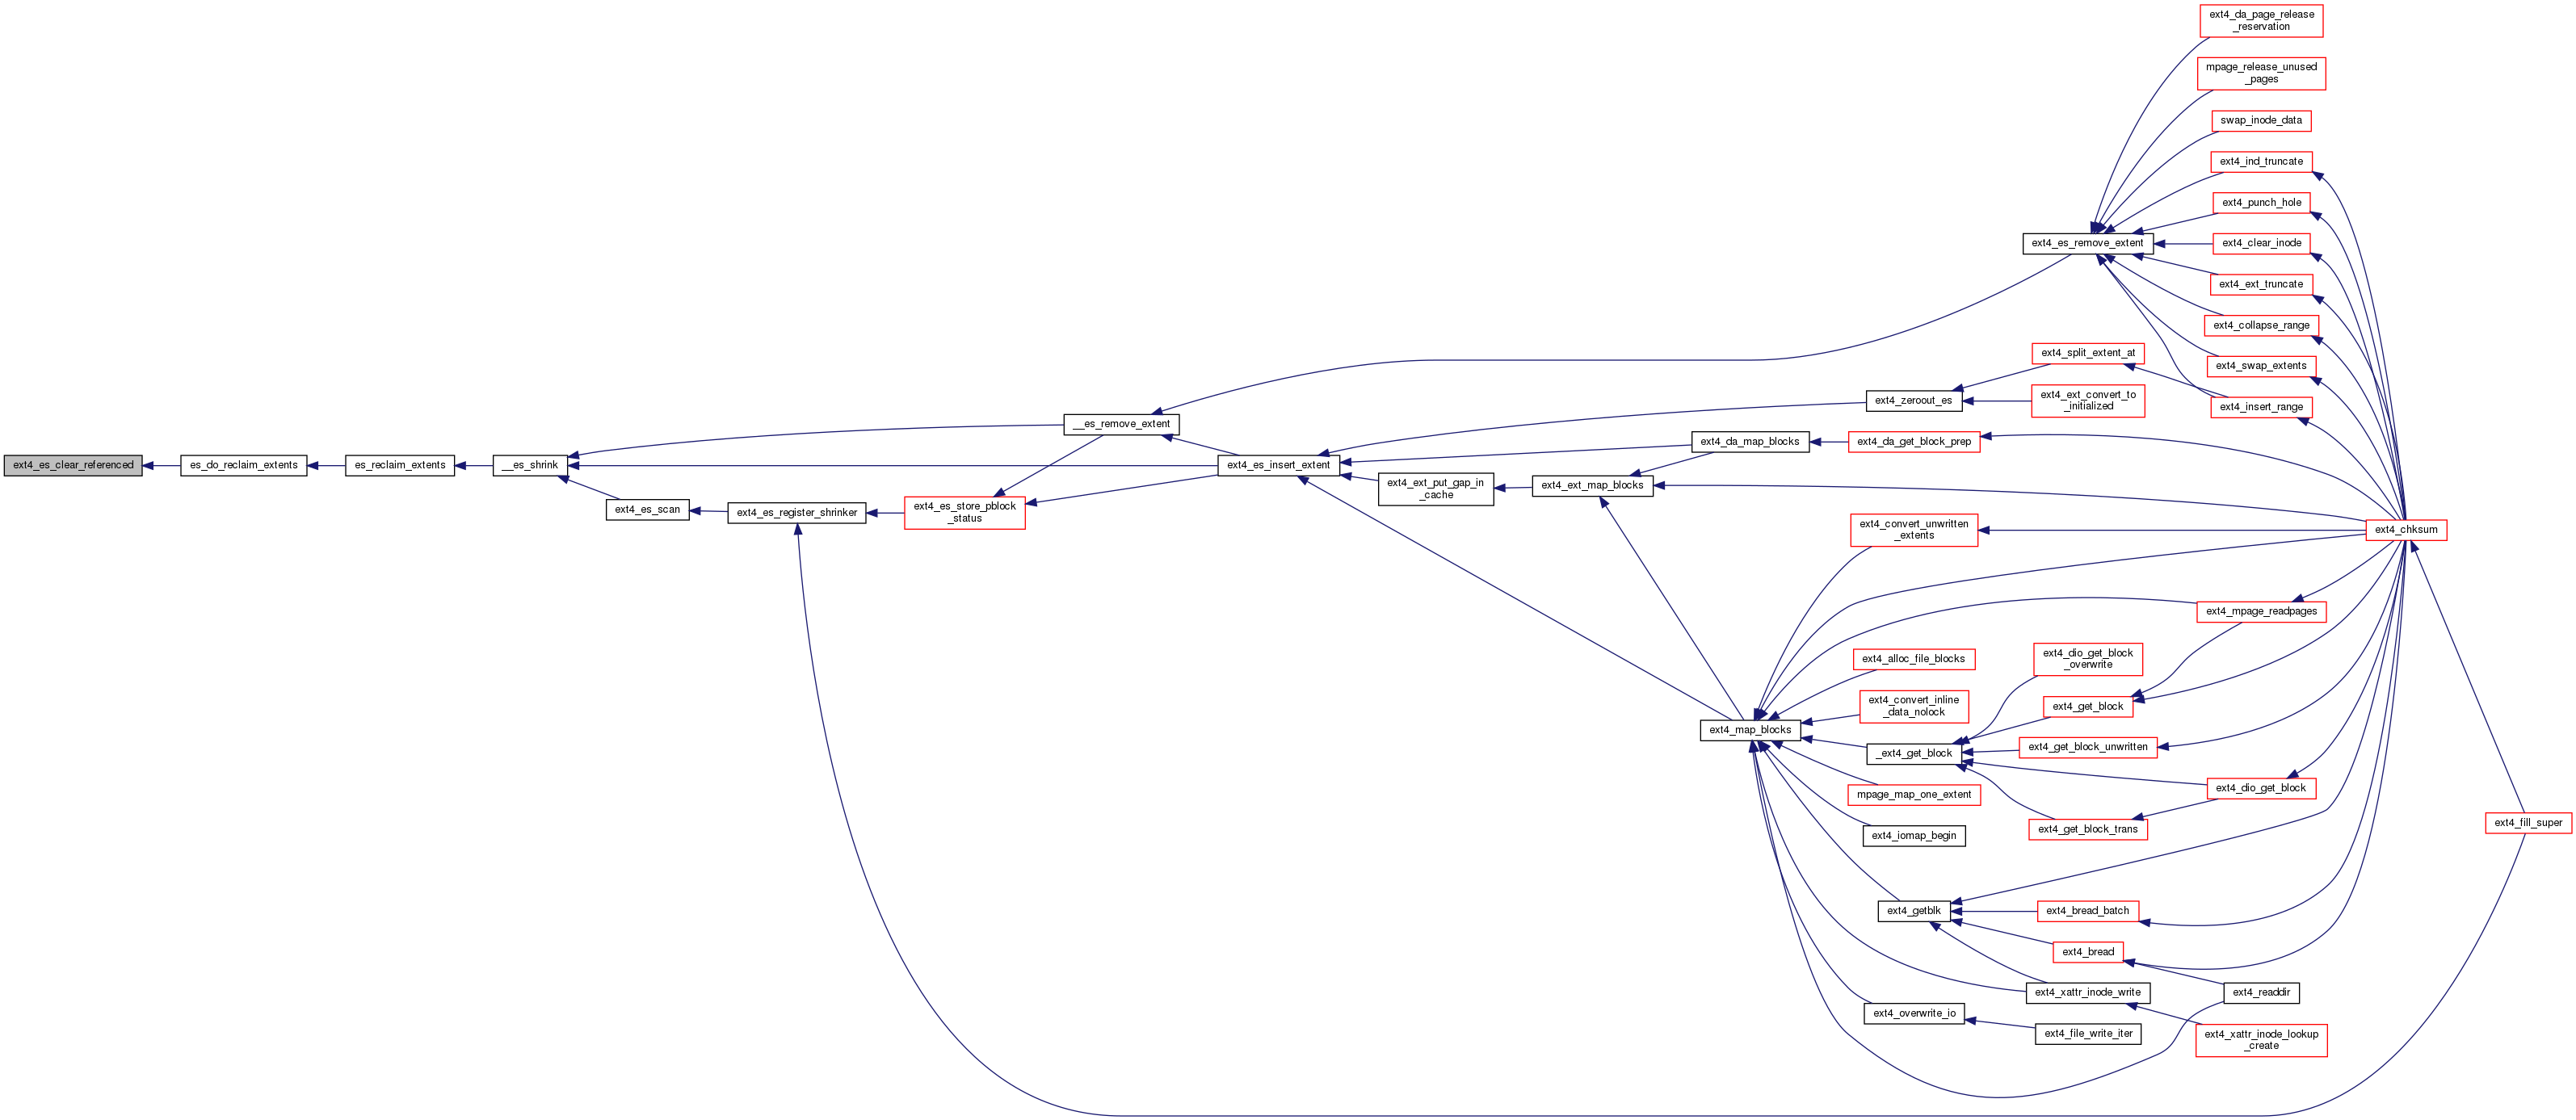 ext4_es_clear_referenced
es_do_reclaim_extents
es_reclaim_extents
__es_shrink
ext4_es_scan
ext4_es_register_shrinker
ext4_es_store_pblock
_status
__es_remove_extent
ext4_es_insert_extent
ext4_ext_put_gap_in
_cache
ext4_ext_map_blocks
ext4_da_map_blocks
ext4_map_blocks
ext4_zeroout_es
ext4_da_get_block_prep
ext4_convert_unwritten
_extents
ext4_alloc_file_blocks
ext4_convert_inline
_data_nolock
_ext4_get_block
mpage_map_one_extent
ext4_iomap_begin
ext4_getblk
ext4_overwrite_io
ext4_es_remove_extent
ext4_split_extent_at
ext4_ext_convert_to
_initialized
ext4_dio_get_block
_overwrite
ext4_get_block
ext4_get_block_unwritten
ext4_get_block_trans
ext4_bread_batch
ext4_bread
ext4_xattr_inode_write
ext4_file_write_iter
ext4_da_page_release
_reservation
mpage_release_unused
_pages
swap_inode_data
ext4_ind_truncate
ext4_punch_hole
ext4_clear_inode
ext4_ext_truncate
ext4_collapse_range
ext4_swap_extents
ext4_insert_range
ext4_mpage_readpages
ext4_dio_get_block
ext4_readdir
ext4_xattr_inode_lookup
_create
ext4_chksum
ext4_fill_super